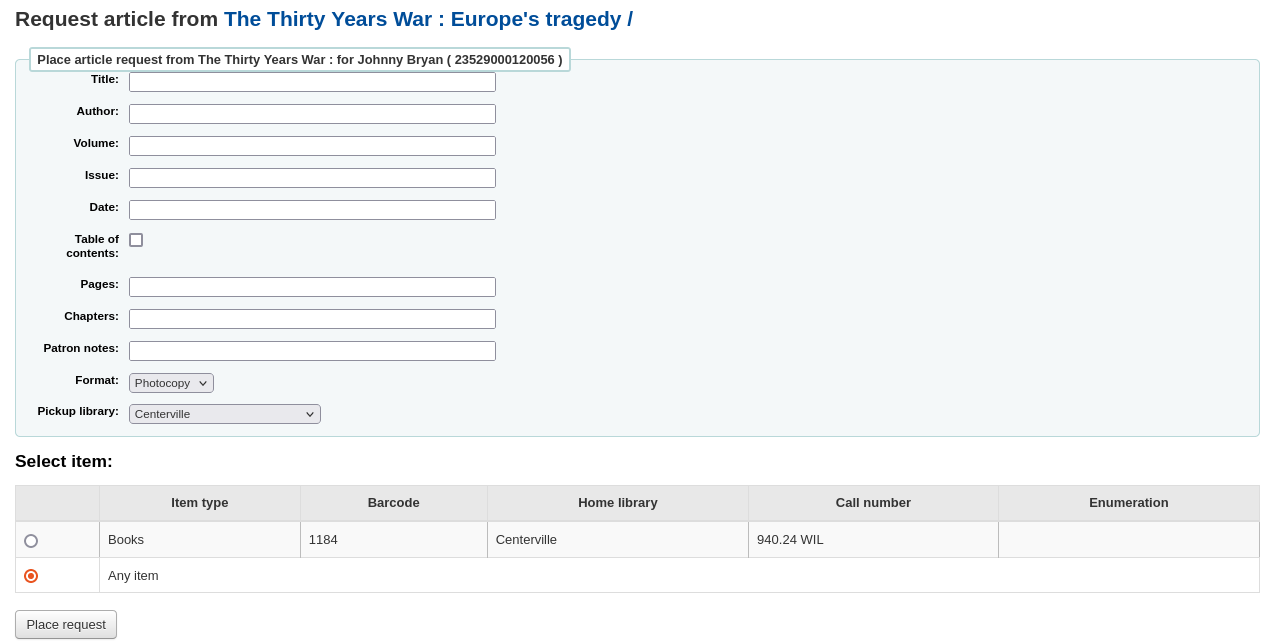 Request article from The Thirty Years War : Europe's tragedy /
Place article request from The Thirty Years War : for Johnny Bryan ( 23529000120056 )
Title:
Author:
Volume:
Issue:
Date:
Table of
contents:
Pages:
Chapters:
Patron notes:
Format: Photocopy
Pickup library: Centerville
Select item:
Item type Barcode Home library Call number Enumeration
Books 1184 Centerville 940.24 WIL
Any item
Place request